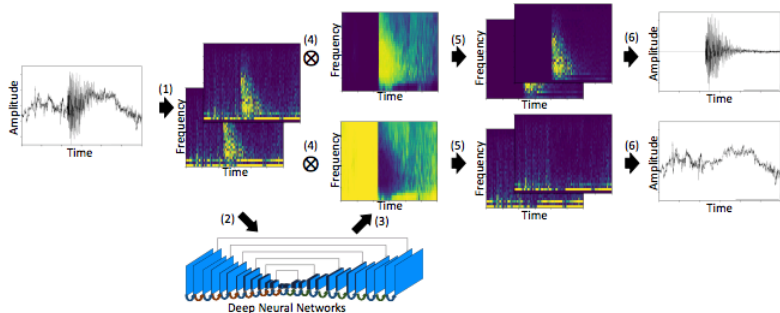 Amplitude
Time
(1)
Frequency
Time
(4)
(4)
Frequency
Time
Frequency
Time
(5)
(5)
Frequency
Time
Frequency
Time
(6)
(6)
Amplitude
Time
Amplitude
Time
(2)
(3)
Deep Neural Networks